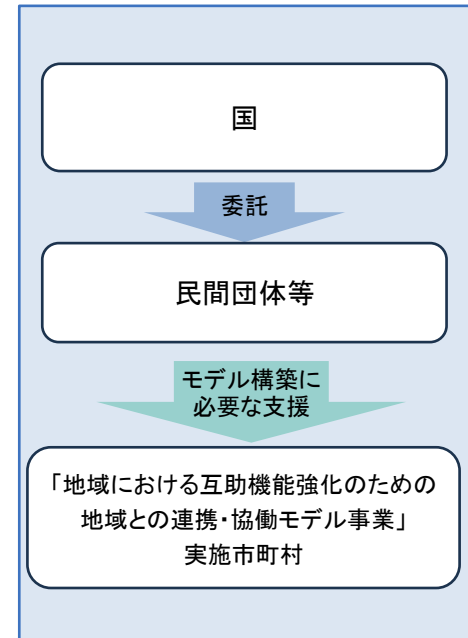 国
委託
民間団体等
モデル構築に
必要な支援
「地域における互助機能強化のための
地域との連携・協働モデル事業」
実施市町村